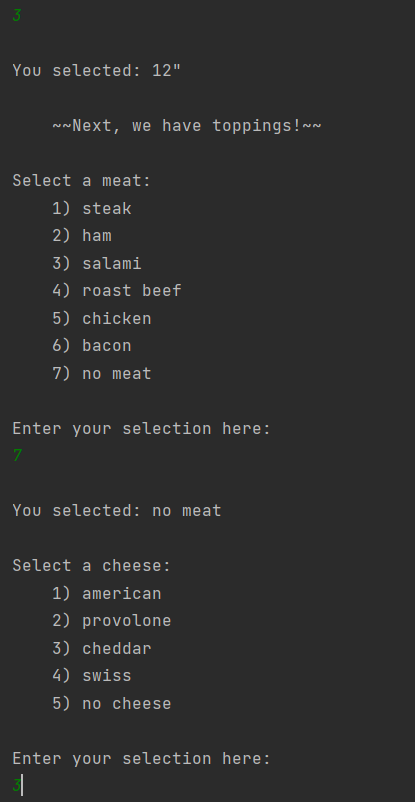 3
You selected: 12"
~~Next, we have toppings!~~
Select a meat:
1) steak
2) ham
3) salami
4) roast beef
5) chicken
6) bacon
7) no meat
Enter your selection here:
7
You selected: no meat
Select a cheese:
1) american
2) provolone
3) cheddar
4) swiss
5) no cheese
Enter your selection here:
3